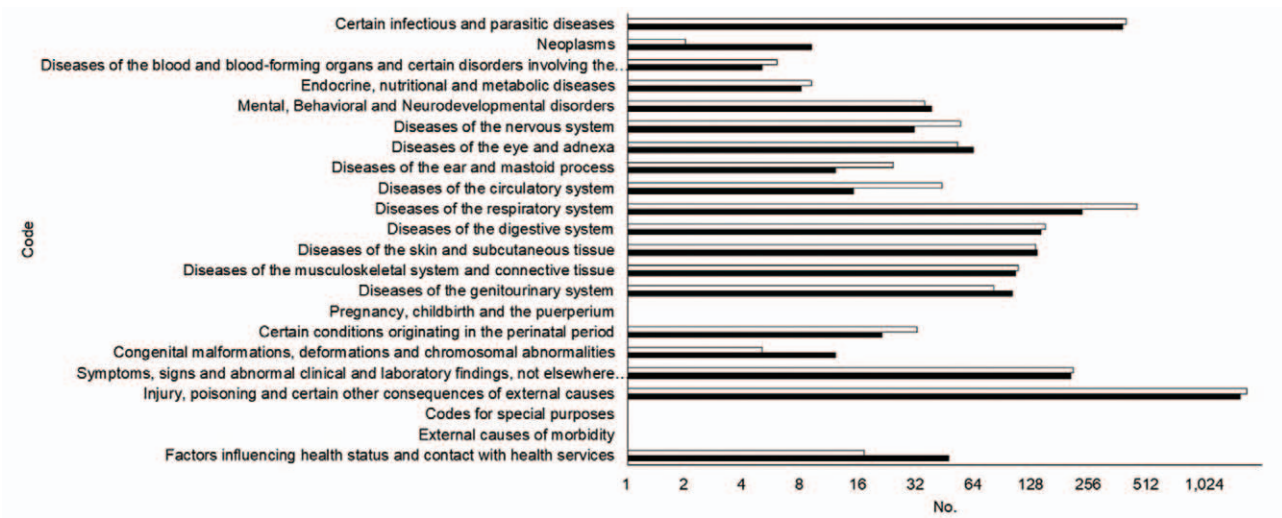 Certain infectious and parasitic diseases
Neoplasms
Diseases of the blood and blood-forming organs and certain disorders involving the...
Endocrine, nutritional and metabolic diseases
Mental, Behavioral and Neurodevelopmental disorders
Diseases of the nervous system
Diseases of the eye and adnexa
Diseases of the ear and mastoid process
Diseases of the circulatory system
Diseases of the respiratory system
Diseases of the digestive system
Diseases of the skin and subcutaneous tissue
Diseases of the musculoskeletal system and connective tissue
Diseases of the genitourinary system
Pregnancy, childbirth and the puerperium
Certain conditions originating in the perinatal period
Congenital malformations, deformations and chromosomal abnormalities
Symptoms, signs and abnormal clinical and laboratory findings, not elsewhere...
Injury, poisoning and certain other consequences of external causes
Codes for special purposes
External causes of morbidity
Factors influencing health status and contact with health services
Code
1 2 4 8 16 32 64 128 256 512 1,024
No.